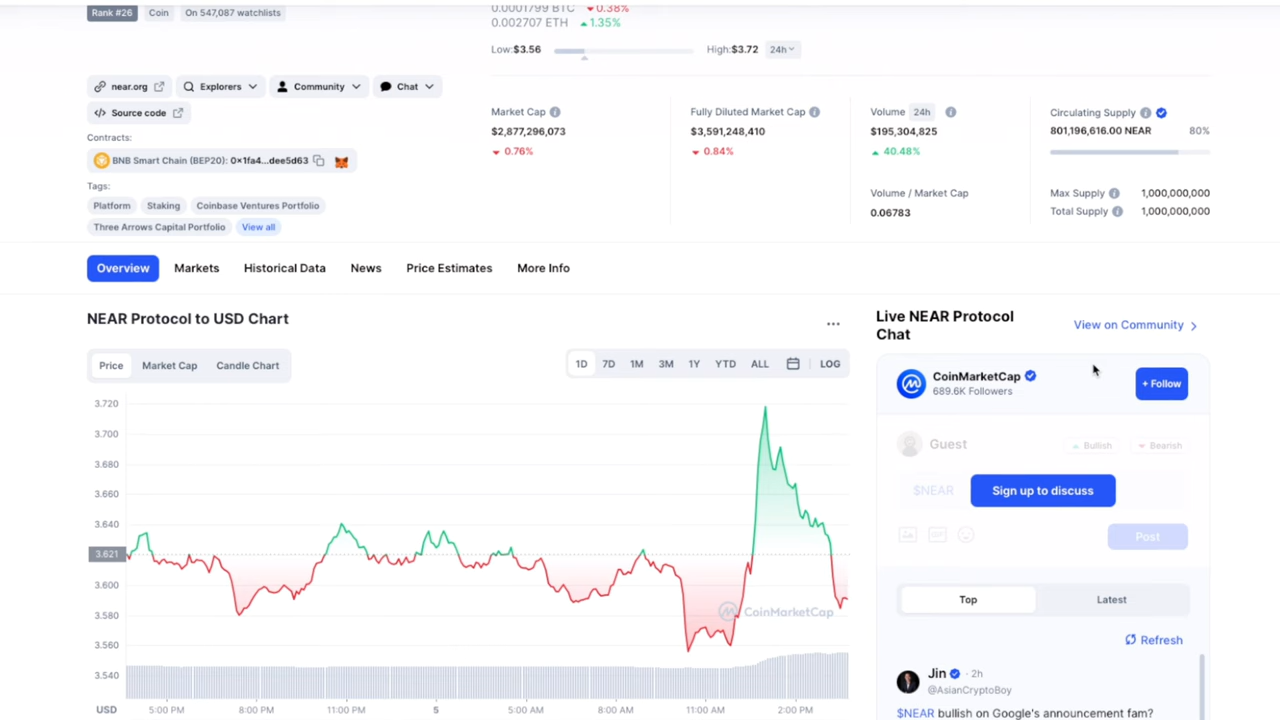 0.0001799 BTC 0.38%
Rank #26 Coin On 547,087 watchlists
0.002707 ETH 1.35%
Low:$3.56 High:$3.72 24h
near.org Explorers Community Chat
Source code
Contracts:
BNB Smart Chain (BEP20): 0x1fa4...dee5d63
Tags:
Platform Staking Coinbase Ventures Portfolio
Three Arrows Capital Portfolio View all
Market Cap
$2,877,296,073
0.76%
Fully Diluted Market Cap
$3,591,248,410
0.84%
Volume 24h
$195,304,825
40.48%
Volume / Market Cap
0.06783
Circulating Supply
801,196,616.00 NEAR 80%
Max Supply 1,000,000,000
Total Supply 1,000,000,000
Overview Markets Historical Data News Price Estimates More Info
NEAR Protocol to USD Chart
Price Market Cap Candle Chart
1D 7D 1M 3M 1Y YTD ALL LOG
3.720
3.700
3.680
3.660
3.640
3.621
3.600
3.580
3.560
3.540
CoinMarketCap
USD 5:00 PM 8:00 PM 11:00 PM 5 5:00 AM 8:00 AM 11:00 AM 2:00 PM
Live NEAR Protocol
Chat
View on Community
CoinMarketCap
689.6K Followers
+ Follow
Guest
Bullish Bearish
$NEAR
Sign up to discuss
GIF
Post
Top Latest
Refresh
Jin · 2h
@AsianCryptoBoy
$NEAR bullish on Google's announcement fam?